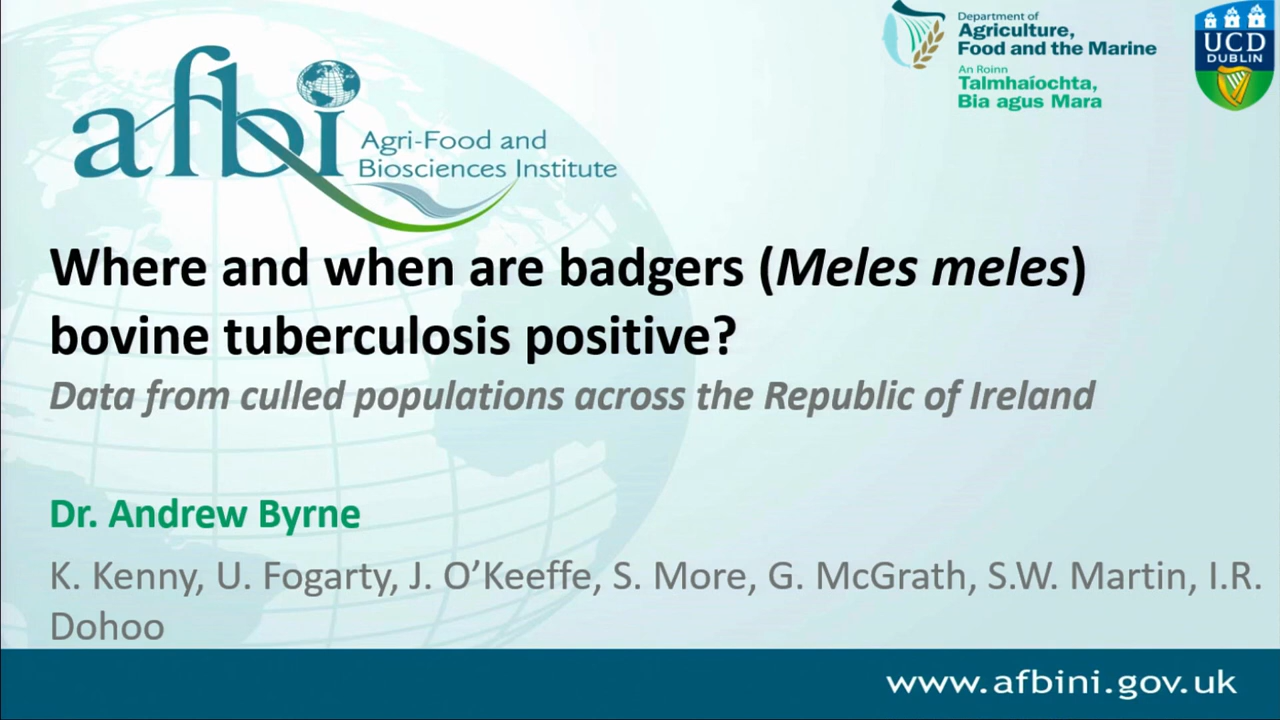 Department of
Agriculture,
Food and the Marine
An Roinn
Talmhaíochta,
Bia agus Mara
UCD
DUBLIN
afbi
Agri-Food and
Biosciences Institute
Where and when are badgers (Meles meles)
bovine tuberculosis positive?
Data from culled populations across the Republic of Ireland
Dr. Andrew Byrne
K. Kenny, U. Fogarty, J. O’Keeffe, S. More, G. McGrath, S.W. Martin, I.R.
Dohoo
www.afbini.gov.uk